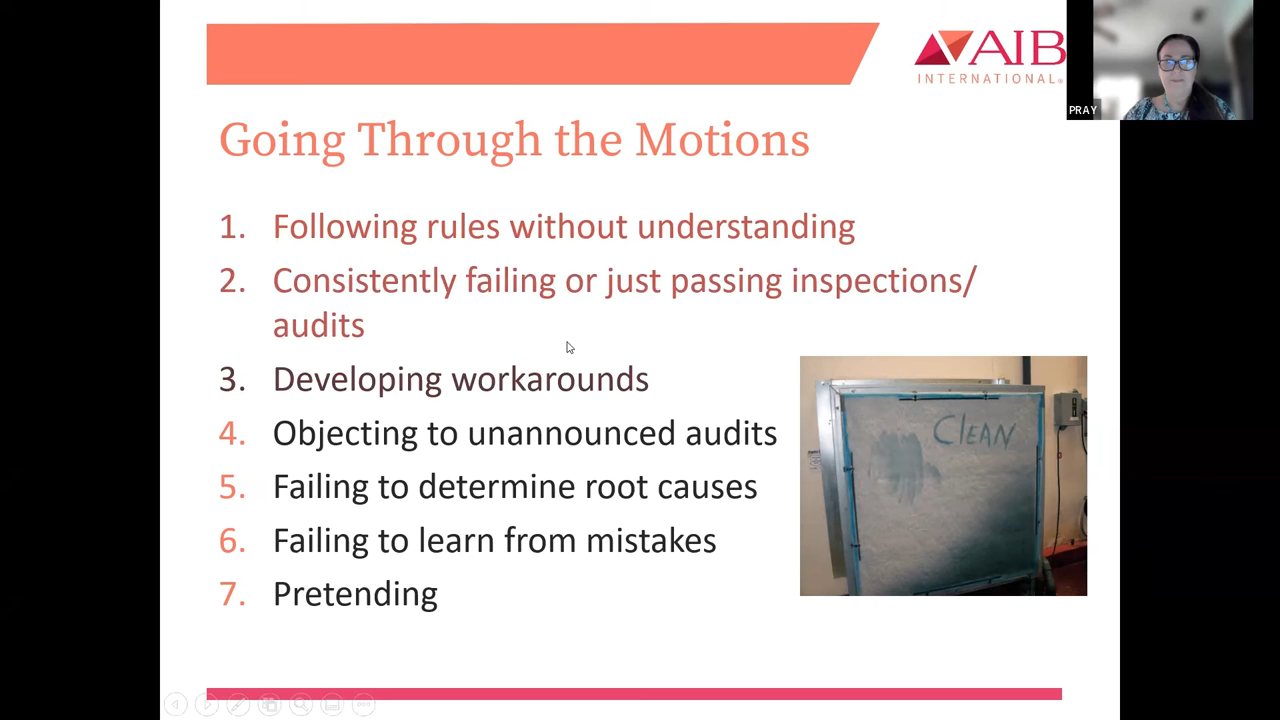 AIB
INTERNATIONAL®
PRAY
Going Through the Motions
1. Following rules without understanding
2. Consistently failing or just passing inspections/
audits
3. Developing workarounds
4. Objecting to unannounced audits
5. Failing to determine root causes
6. Failing to learn from mistakes
7. Pretending
CLEAN